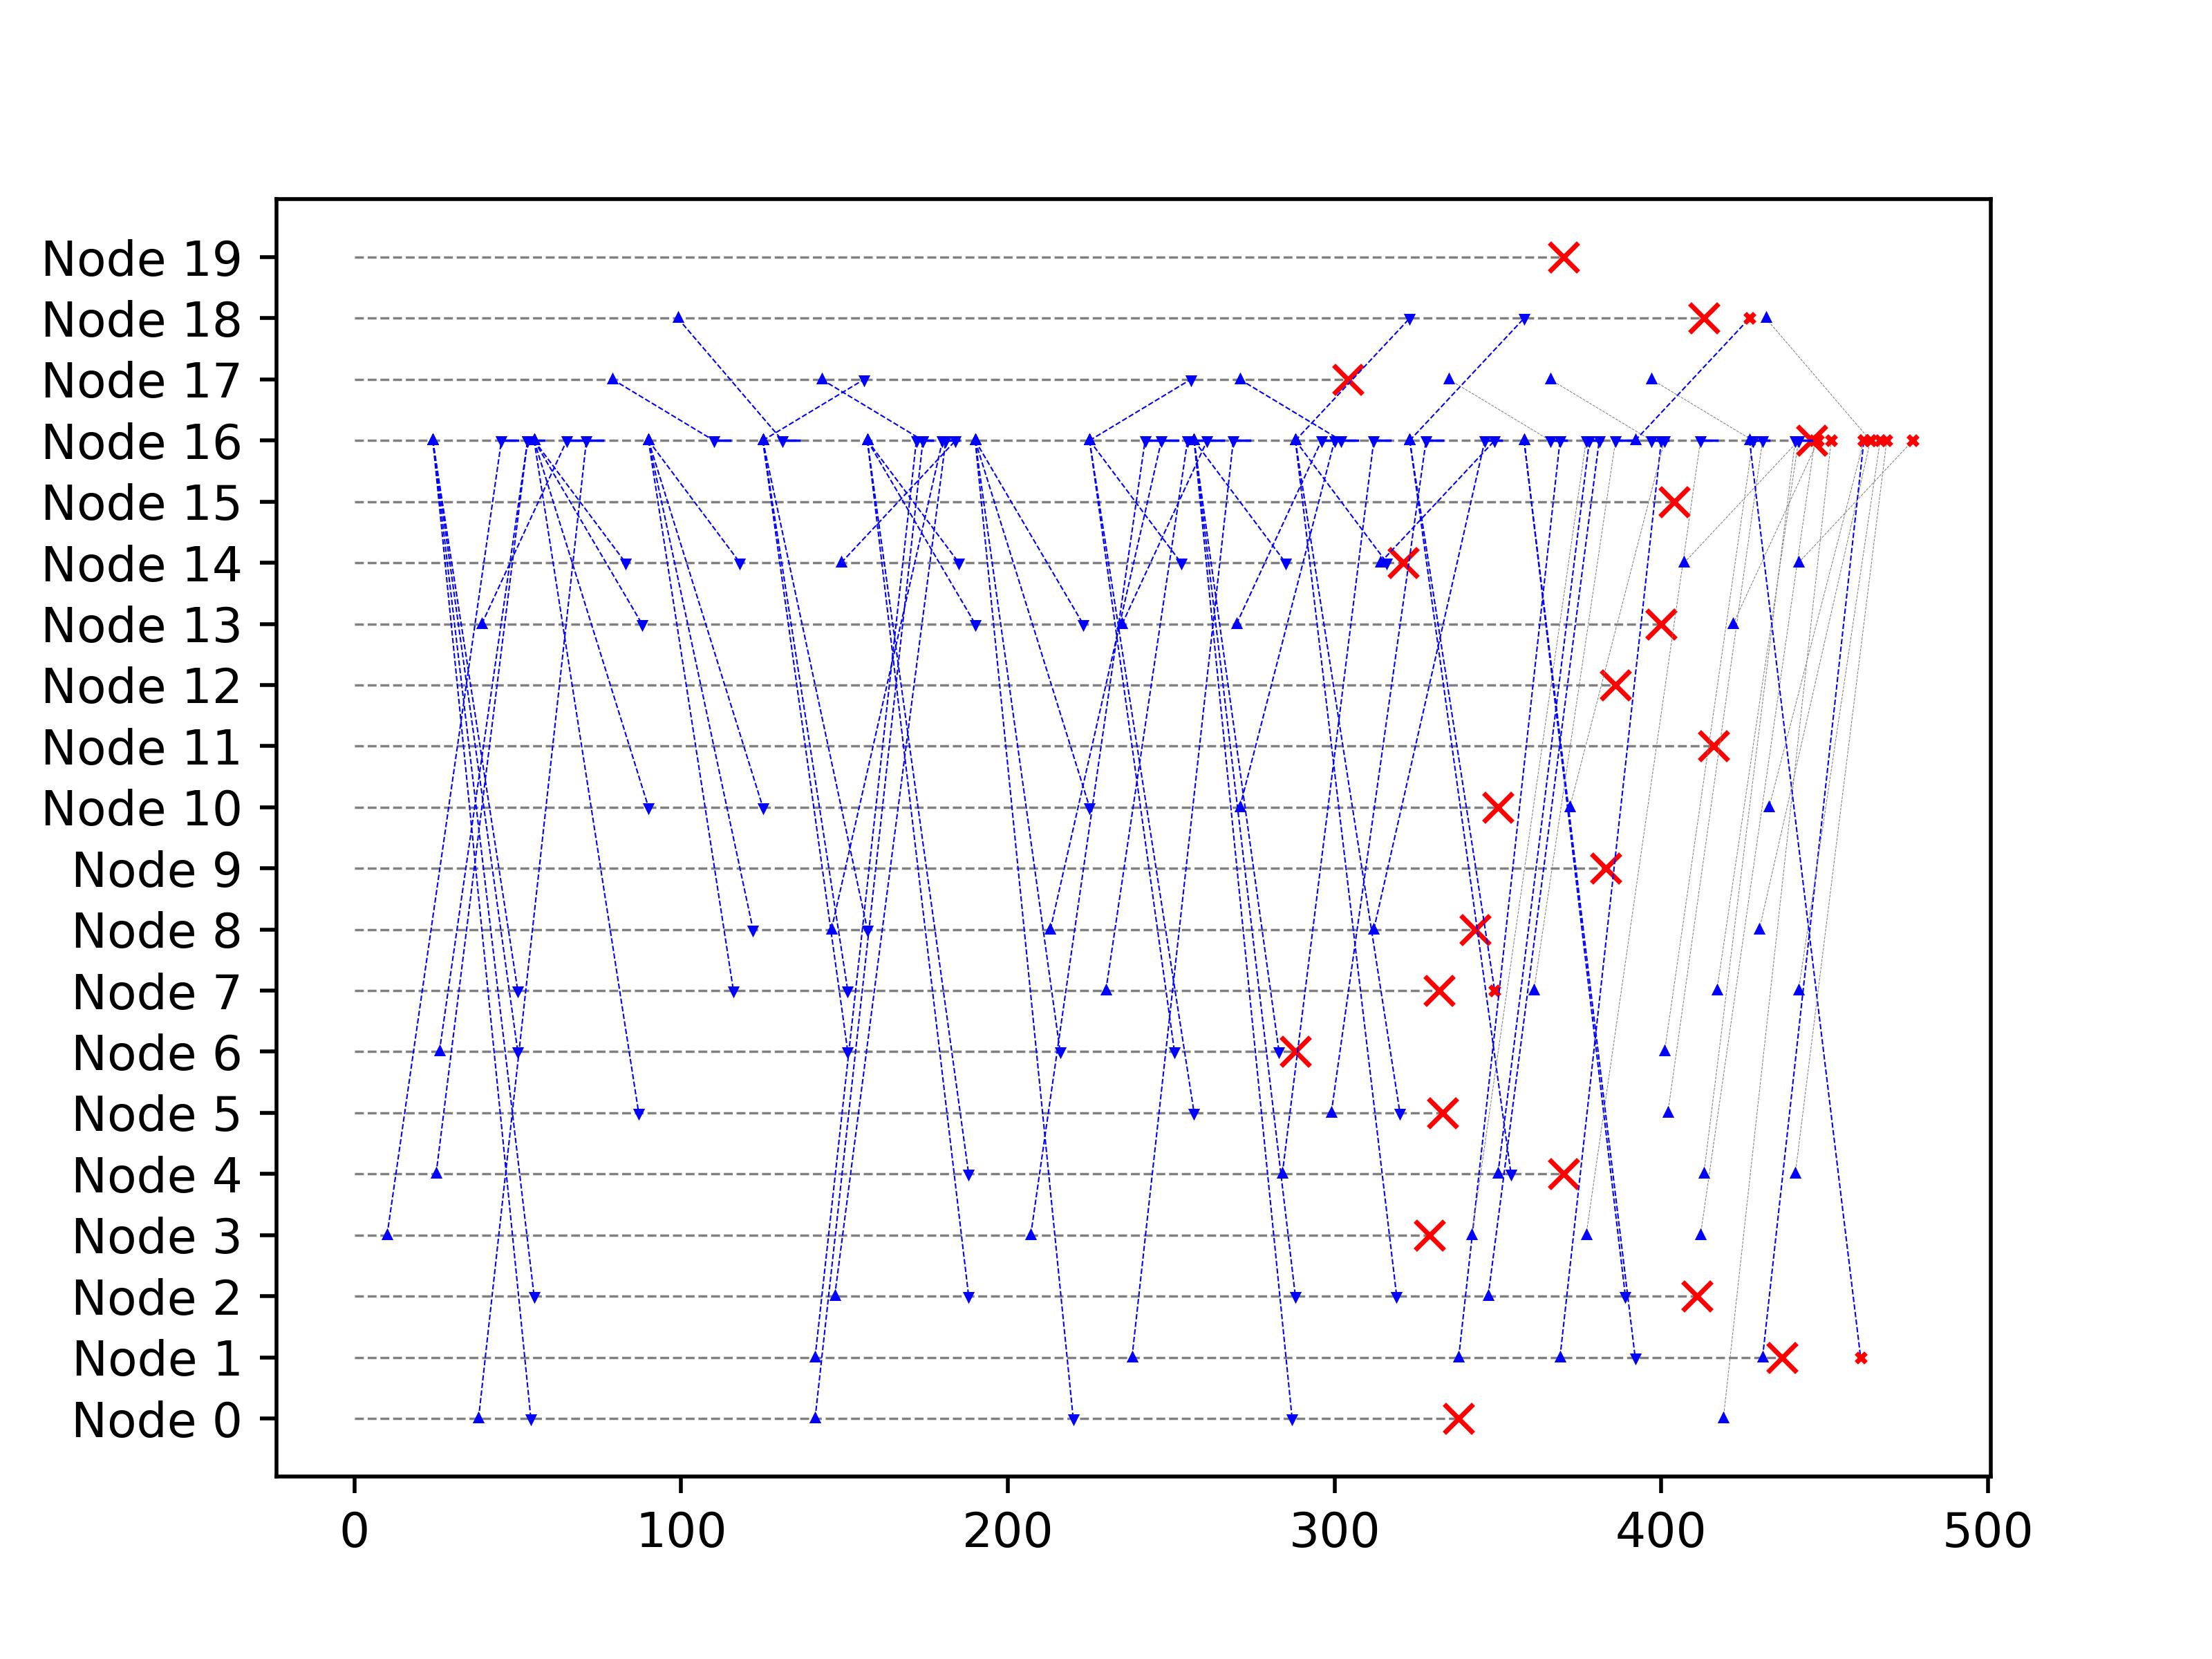 Node 19
Node 18
Node 17
Node 16
Node 15
Node 14
Node 13
Node 12
Node 11
Node 10
Node 9
Node 8
Node 7
Node 6
Node 5
Node 4
Node 3
Node 2
Node 1
Node 0
0 100 200 300 400 500